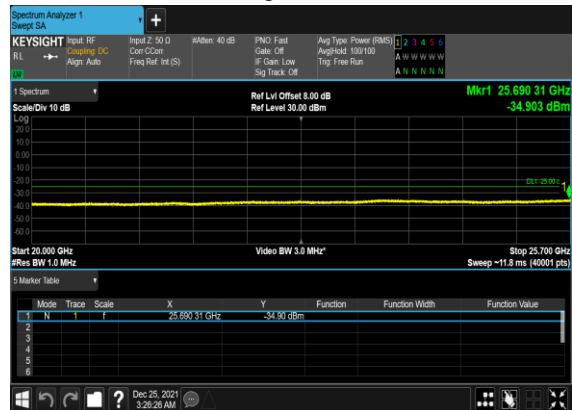 Spectrum Analyzer 1
Swept SA
+
KEYSIGHT Input: RF Input Z: 50 Ω #Atten: 40 dB PNO: Fast Avg Type: Power (RMS) 1 2 3 4 5 6
RL Coupling: DC Corr CCorr Gate: Off Avg|Hold: 100/100 A W W W W W
Align: Auto Freq Ref: Int (S) IF Gain: Low Trig: Free Run
Sig Track: Off A N N N N N
1 Spectrum Ref Lvl Offset 8.00 dB Mkr1 25.690 31 GHz
Scale/Div 10 dB Ref Level 30.00 dBm -34.903 dBm
Log
20.0
10.0
0.00
-10.0
-20.0
-30.0
-40.0
-50.0
-60.0
1
Start 20.000 GHz Video BW 3.0 MHz* Stop 25.700 GHz
#Res BW 1.0 MHz Sweep ~11.8 ms (40001 pts)
5 Marker Table
Mode Trace Scale X Y Function Function Width Function Value
1 N 1 f 25.690 31 GHz -34.90 dBm
2
3
4
5
6
? Dec 25, 2021
3:26:26 AM